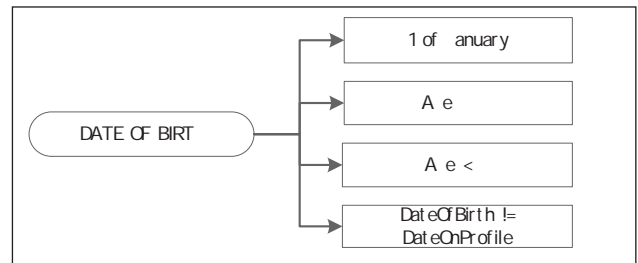 1 of anuary
A e
DATE OF BIRT
A e <
DateOfBirth !=
DateOnProfile